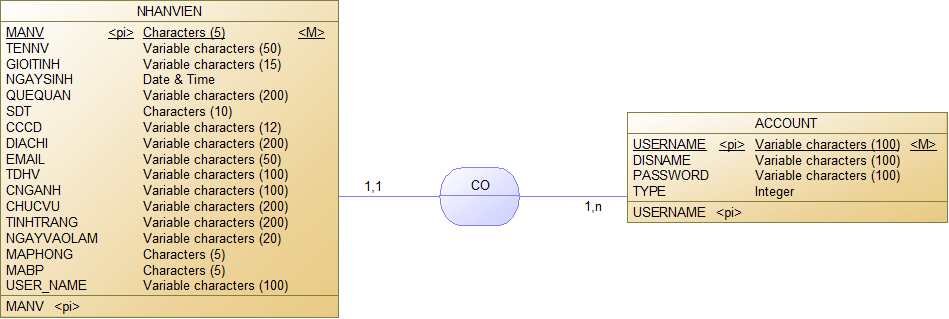 NHANVIEN
MANV <pi> Characters (5) <M>
TENNV Variable characters (50)
GIOITINH Variable characters (15)
NGAYSINH Date & Time
QUEQUAN Variable characters (200)
SDT Characters (10)
CCCD Variable characters (12)
DIACHI Variable characters (200)
EMAIL Variable characters (50)
TDHV Variable characters (100)
CNGANH Variable characters (100)
CHUCVU Variable characters (200)
TINHTRANG Variable characters (200)
NGAYVAOLAM Variable characters (20)
MAPHONG Characters (5)
MABP Characters (5)
USER_NAME Variable characters (100)
MANV <pi>
1,1
CO
1,n
ACCOUNT
USERNAME <pi> Variable characters (100) <M>
DISNAME Variable characters (100)
PASSWORD Variable characters (100)
TYPE Integer
USERNAME <pi>